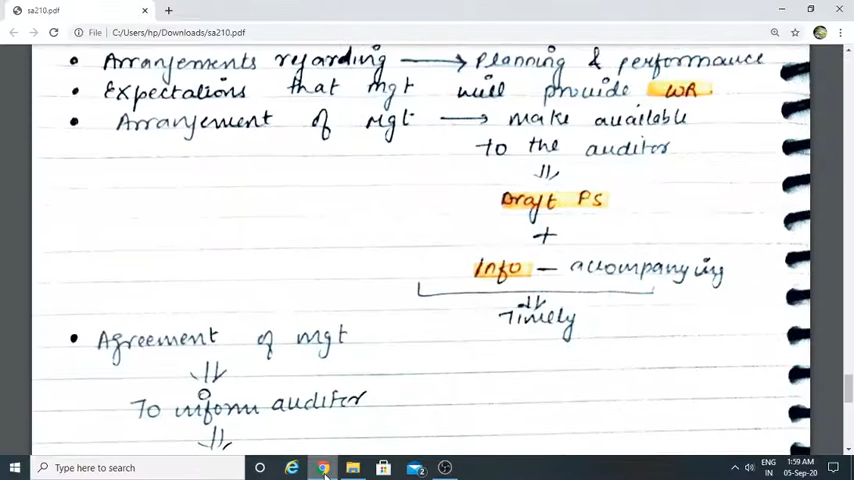 sa210.pdf
File | C:/Users/hp/Downloads/sa210.pdf
• Arrangements regarding → Planning & performance
• Expectations that mgt will provide WR.
• Arrangement of Mgt → make available
to the auditor
Draft PS
+
Info — accompanying
Timely
• Agreement of mgt
To inform auditor
Type here to search
2
ENG
IN
1:59 AM
05-Sep-20